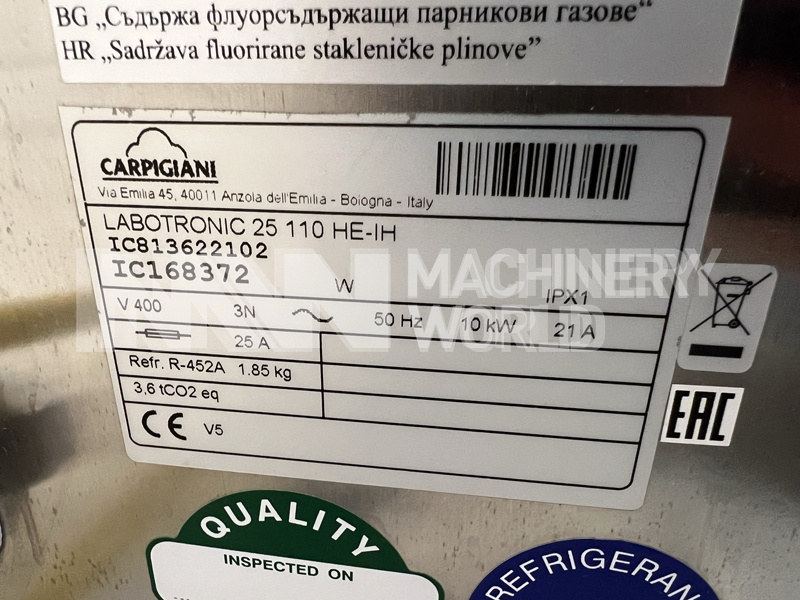 BG „Съдържа флуорсъдържащи парникови газове“
HR „Sadržava fluorirane stakleničke plinove”
CARPIGIANI
Via Emilia 45, 40011 Anzola dell'Emilia - Bologna - Italy
LABOTRONIC 25 110 HE-IH
IC813622102
IC168372
W
IPX1
V 400 3N 50 Hz 10 kW 21 A
25 A
Refr. R-452A 1.85 kg
3,6 tCO2 eq
CE V5
EAC
MACHINERY
WORLD
QUALITY
INSPECTED ON
REFRIGERAN